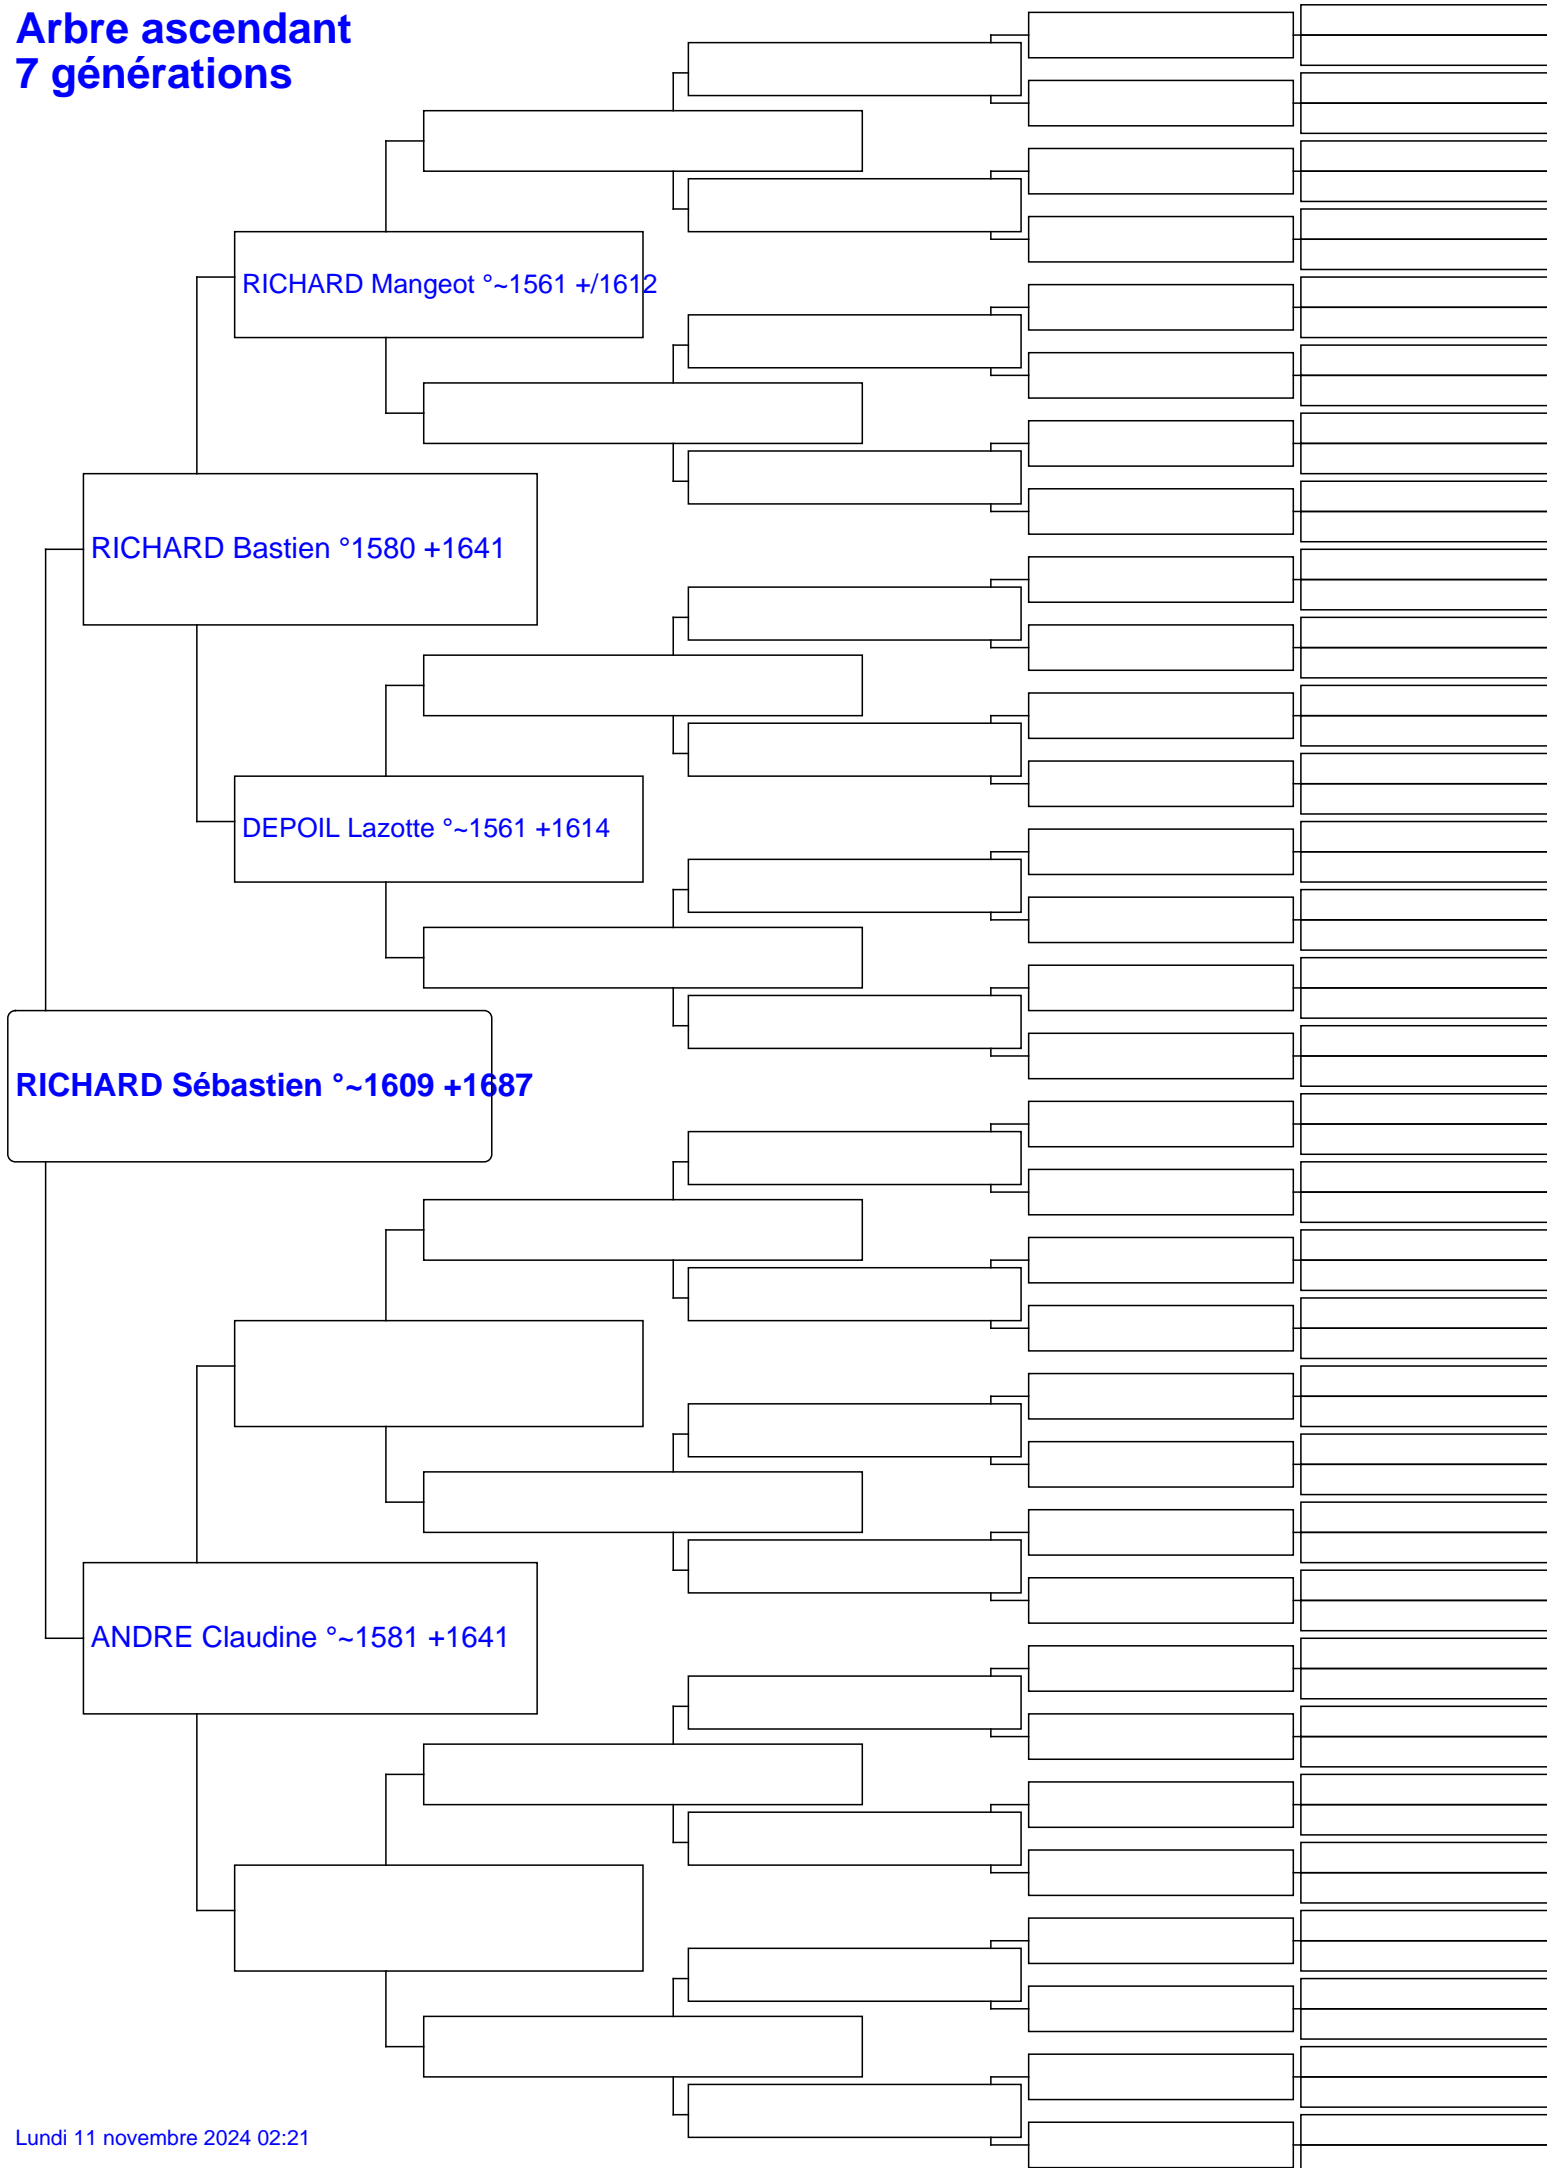 Arbre ascendant
7 générations
RICHARD Mangeot °~1561 +/1612
RICHARD Bastien °1580 +1641
DEPOIL Lazotte °~1561 +1614
RICHARD Sébastien °~1609 +1687
ANDRE Claudine °~1581 +1641
Lundi 11 novembre 2024 02:21